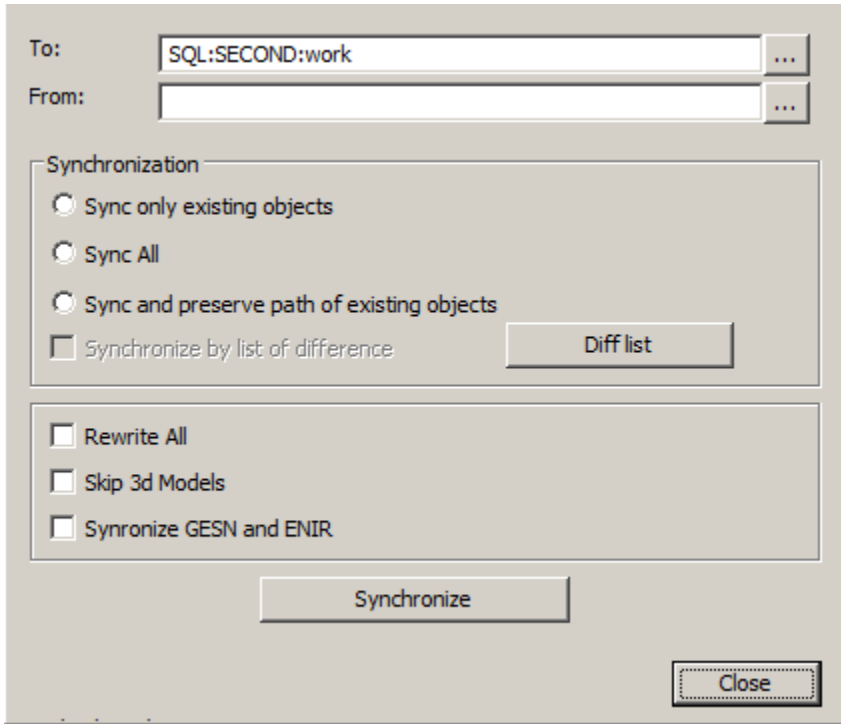 To: SQL:SECOND:work ...
From: ...
Synchronization
Sync only existing objects
Sync All
Sync and preserve path of existing objects
Synchronize by list of difference Diff list
Rewrite All
Skip 3d Models
Synronize GESN and ENIR
Synchronize
Close